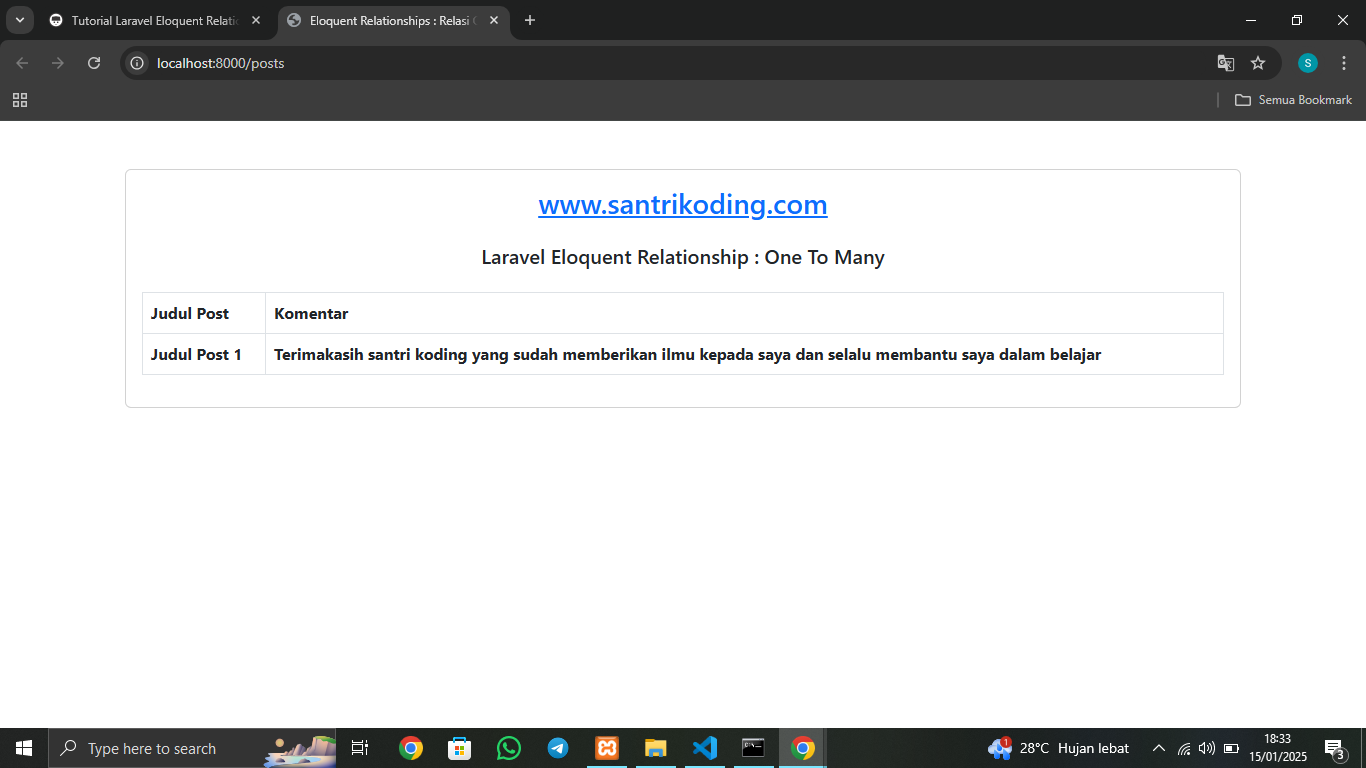 Tutorial Laravel Eloquent Relati
Eloquent Relationships : Relasi
localhost:8000/posts
S
Semua Bookmark
www.santrikoding.com
Laravel Eloquent Relationship : One To Many
Judul Post Komentar
Judul Post 1 Terimakasih santri koding yang sudah memberikan ilmu kepada saya dan selalu membantu saya dalam belajar
Type here to search
1
28°C Hujan lebat
18:33
15/01/2025
3